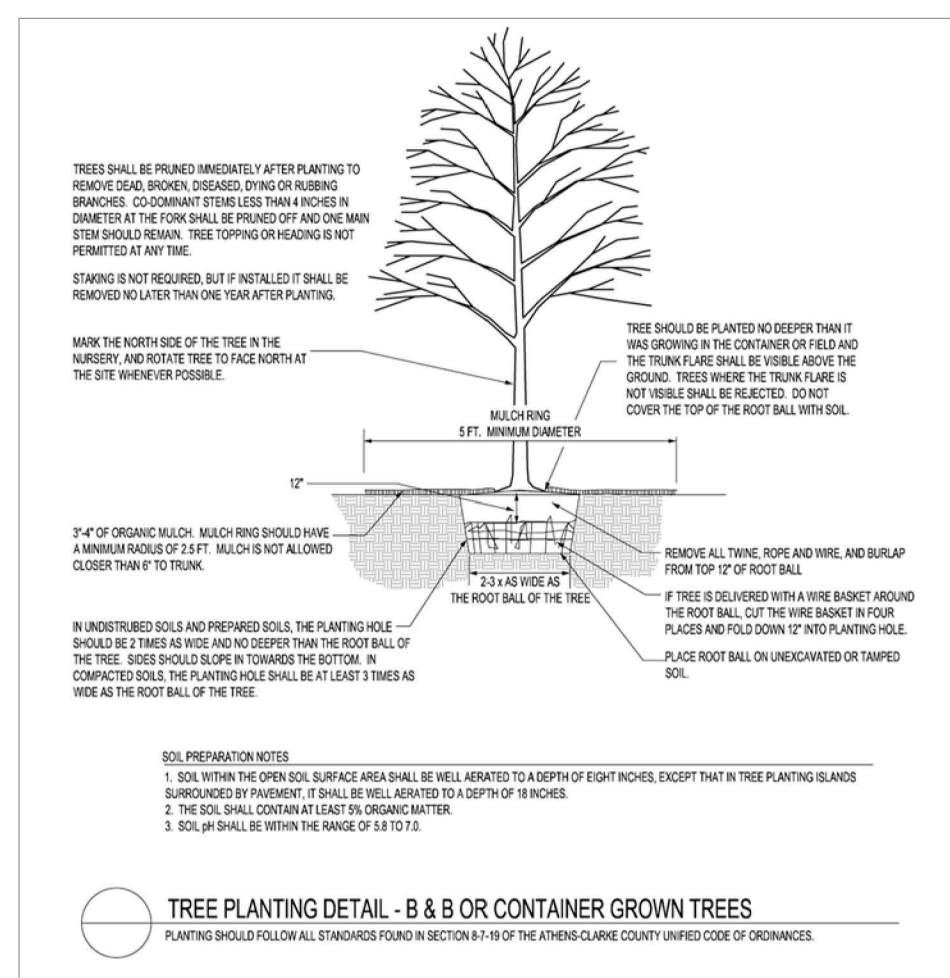 TREES SHALL BE PRUNED IMMEDIATELY AFTER PLANTING TO
REMOVE DEAD, BROKEN, DISEASED, DYING OR RUBBING
BRANCHES. CO-DOMINANT STEMS LESS THAN 4 INCHES IN
DIAMETER AT THE FORK SHALL BE PRUNED OFF AND ONE MAIN
STEM SHOULD REMAIN. TREE TOPPING OR HEADING IS NOT
PERMITTED AT ANY TIME.
STAKING IS NOT REQUIRED, BUT IF INSTALLED IT SHALL BE
REMOVED NO LATER THAN ONE YEAR AFTER PLANTING.
MARK THE NORTH SIDE OF THE TREE IN THE
NURSERY, AND ROTATE TREE TO FACE NORTH AT
THE SITE WHENEVER POSSIBLE.
TREE SHOULD BE PLANTED NO DEEPER THAN IT
WAS GROWING IN THE CONTAINER OR FIELD AND
THE TRUNK FLARE SHALL BE VISIBLE ABOVE THE
GROUND. TREES WHERE THE TRUNK FLARE IS
NOT VISIBLE SHALL BE REJECTED. DO NOT
COVER THE TOP OF THE ROOT BALL WITH SOIL.
MULCH RING
5 FT. MINIMUM DIAMETER
12"
3"-4" OF ORGANIC MULCH. MULCH RING SHOULD HAVE
A MINIMUM RADIUS OF 2.5 FT. MULCH IS NOT ALLOWED
CLOSER THAN 6" TO TRUNK.
REMOVE ALL TWINE, ROPE AND WIRE, AND BURLAP
FROM TOP 12" OF ROOT BALL
2-3 x AS WIDE AS
THE ROOT BALL OF THE TREE
IF TREE IS DELIVERED WITH A WIRE BASKET AROUND
THE ROOT BALL, CUT THE WIRE BASKET IN FOUR
PLACES AND FOLD DOWN 12" INTO PLANTING HOLE.
IN UNDISTRUBED SOILS AND PREPARED SOILS, THE PLANTING HOLE
SHOULD BE 2 TIMES AS WIDE AND NO DEEPER THAN THE ROOT BALL OF
THE TREE. SIDES SHOULD SLOPE IN TOWARDS THE BOTTOM. IN
COMPACTED SOILS, THE PLANTING HOLE SHALL BE AT LEAST 3 TIMES AS
WIDE AS THE ROOT BALL OF THE TREE.
PLACE ROOT BALL ON UNEXCAVATED OR TAMPED
SOIL.
SOIL PREPARATION NOTES
1. SOIL WITHIN THE OPEN SOIL SURFACE AREA SHALL BE WELL AERATED TO A DEPTH OF EIGHT INCHES, EXCEPT THAT IN TREE PLANTING ISLANDS
SURROUNDED BY PAVEMENT, IT SHALL BE WELL AERATED TO A DEPTH OF 18 INCHES.
2. THE SOIL SHALL CONTAIN AT LEAST 5% ORGANIC MATTER.
3. SOIL pH SHALL BE WITHIN THE RANGE OF 5.8 TO 7.0.
TREE PLANTING DETAIL - B & B OR CONTAINER GROWN TREES
PLANTING SHOULD FOLLOW ALL STANDARDS FOUND IN SECTION 8-7-19 OF THE ATHENS-CLARKE COUNTY UNIFIED CODE OF ORDINANCES.